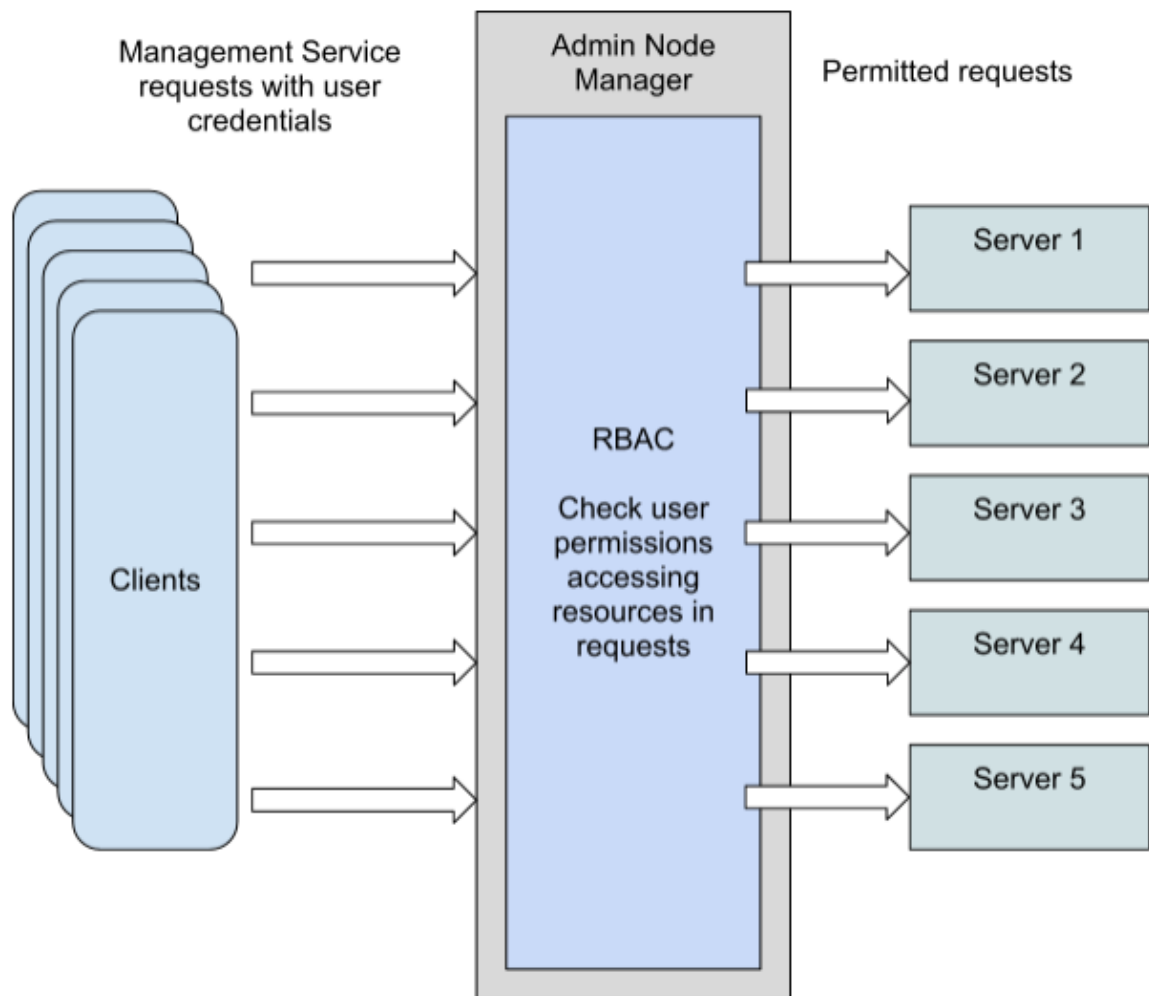 Management Service
requests with user
credentials
Admin Node
Manager
Permitted requests
Clients
RBAC
Check user
permissions
accessing
resources in
requests
Server 1
Server 2
Server 3
Server 4
Server 5